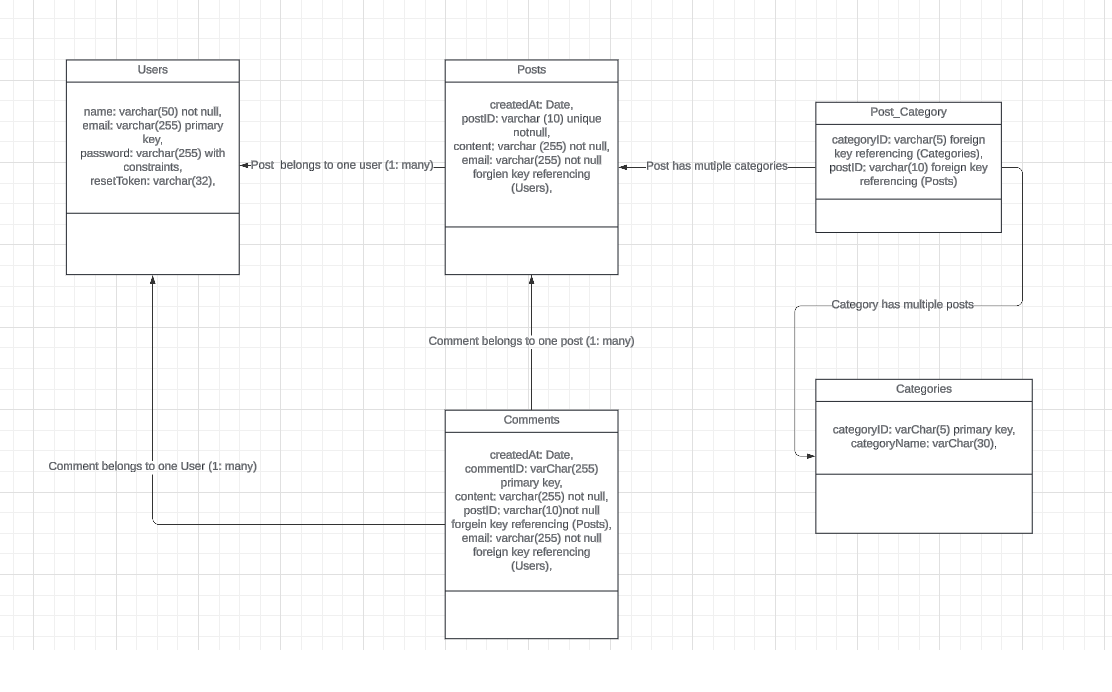 Users
name: varchar(50) not null,
email: varchar(255) primary
key,
password: varchar(255) with
constraints,
resetToken: varchar(32),
Post  belongs to one user (1: many)
Posts
createdAt: Date,
postID: varchar (10) unique
notnull,
content: varchar (255) not null,
email: varchar(255) not null
forgien key referencing
(Users),
Post has mutiple categories
Post_Category
categoryID: varchar(5) foreign
key referencing (Categories),
postID: varchar(10) foreign key
referencing (Posts)
Category has multiple posts
Comment belongs to one post (1: many)
Categories
categoryID: varChar(5) primary key,
categoryName: varChar(30),
Comments
createdAt: Date,
commentID: varChar(255)
primary key,
content: varchar(255) not null,
postID: varchar(10)not null
forgein key referencing (Posts),
email: varchar(255) not null
foreign key referencing
(Users),
Comment belongs to one User (1: many)